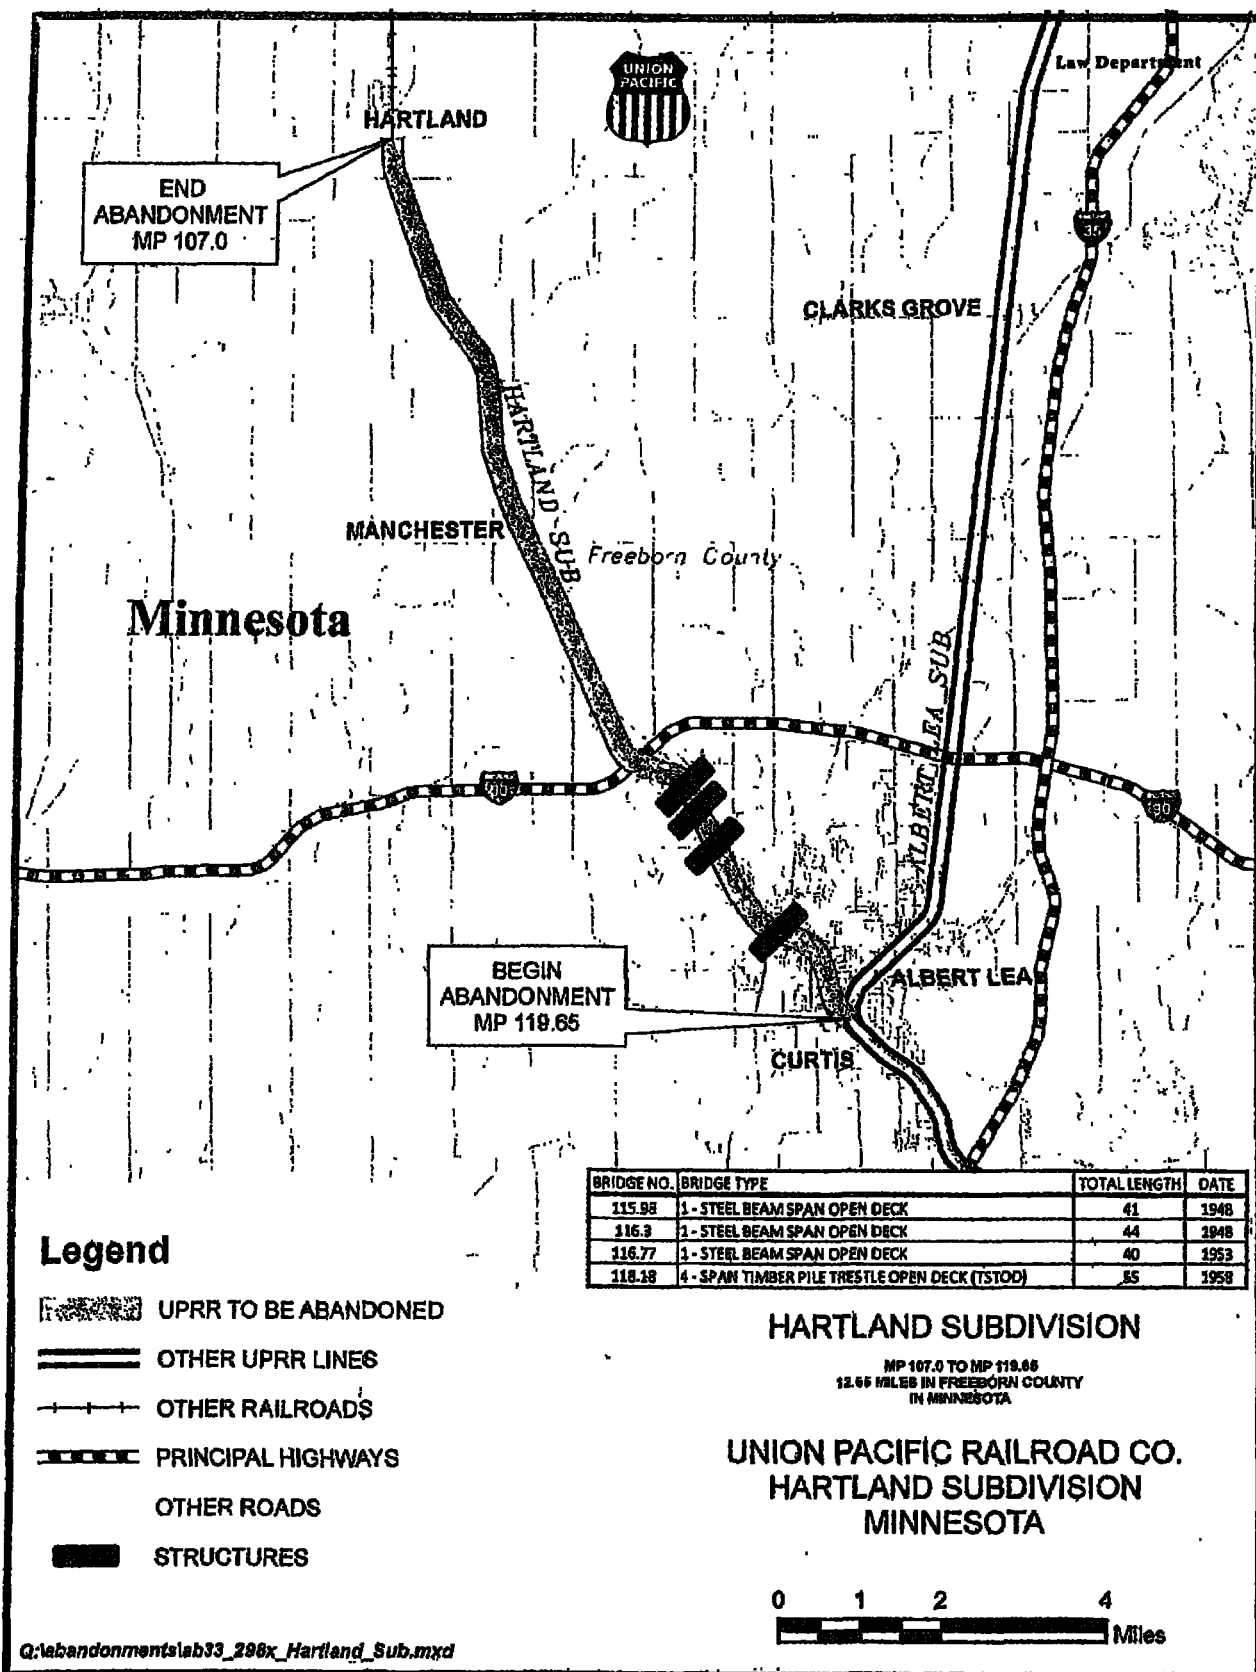 Law Department
UNION
PACIFIC
HARTLAND
END
ABANDONMENT
MP 107.0
35
CLARKS GROVE
HARTLAND SUB
MANCHESTER
Freeborn County
Minnesota
ALBERT LEA SUB
90
90
BEGIN
ABANDONMENT
MP 119.65
ALBERT LEA
CURTIS
BRIDGE NO. BRIDGE TYPE TOTAL LENGTH DATE
115.98 1 - STEEL BEAM SPAN OPEN DECK 41 1948
116.3 1 - STEEL BEAM SPAN OPEN DECK 44 1948
116.77 1 - STEEL BEAM SPAN OPEN DECK 40 1953
118.18 4 - SPAN TIMBER PILE TRESTLE OPEN DECK (TSTOD) 55 1958
Legend
UPRR TO BE ABANDONED
OTHER UPRR LINES
OTHER RAILROADS
PRINCIPAL HIGHWAYS
OTHER ROADS
STRUCTURES
HARTLAND SUBDIVISION
MP 107.0 TO MP 119.65
12.65 MILES IN FREEBORN COUNTY
IN MINNESOTA
UNION PACIFIC RAILROAD CO.
HARTLAND SUBDIVISION
MINNESOTA
0 1 2 4
Miles
Q:\abandonments\ab33_298x_Hartland_Sub.mxd